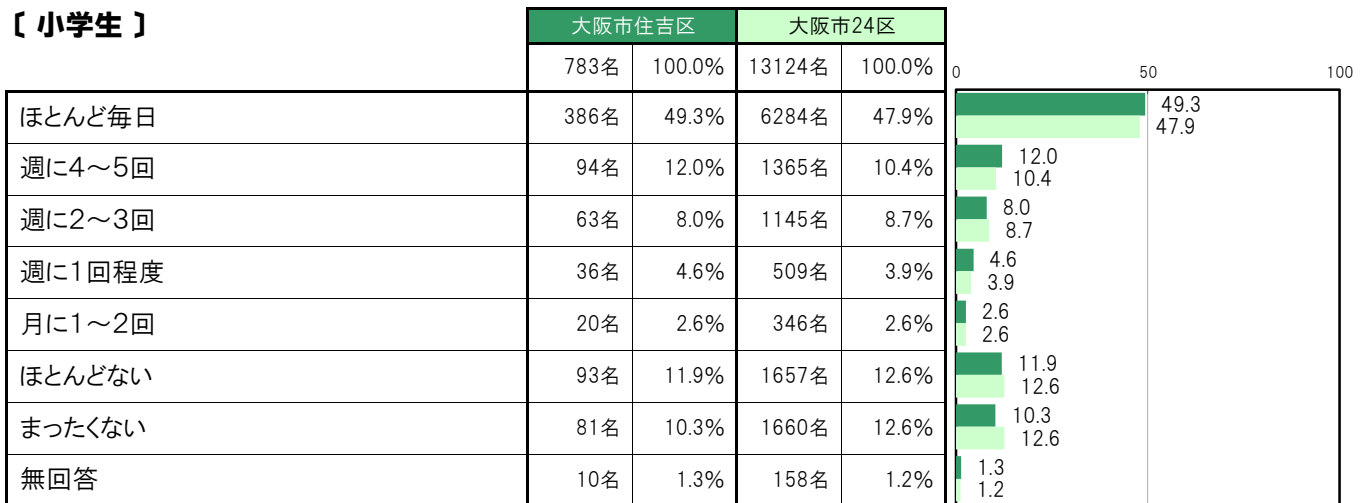 〔 小学生 〕
大阪市住吉区 大阪市24区
783名 100.0% 13124名 100.0% 0 50 100
ほとんど毎日 386名 49.3% 6284名 47.9% 49.3
47.9
週に4～5回 94名 12.0% 1365名 10.4% 12.0
10.4
週に2～3回 63名 8.0% 1145名 8.7% 8.0
8.7
週に1回程度 36名 4.6% 509名 3.9% 4.6
3.9
月に1～2回 20名 2.6% 346名 2.6% 2.6
2.6
ほとんどない 93名 11.9% 1657名 12.6% 11.9
12.6
まったくない 81名 10.3% 1660名 12.6% 10.3
12.6
無回答 10名 1.3% 158名 1.2% 1.3
1.2